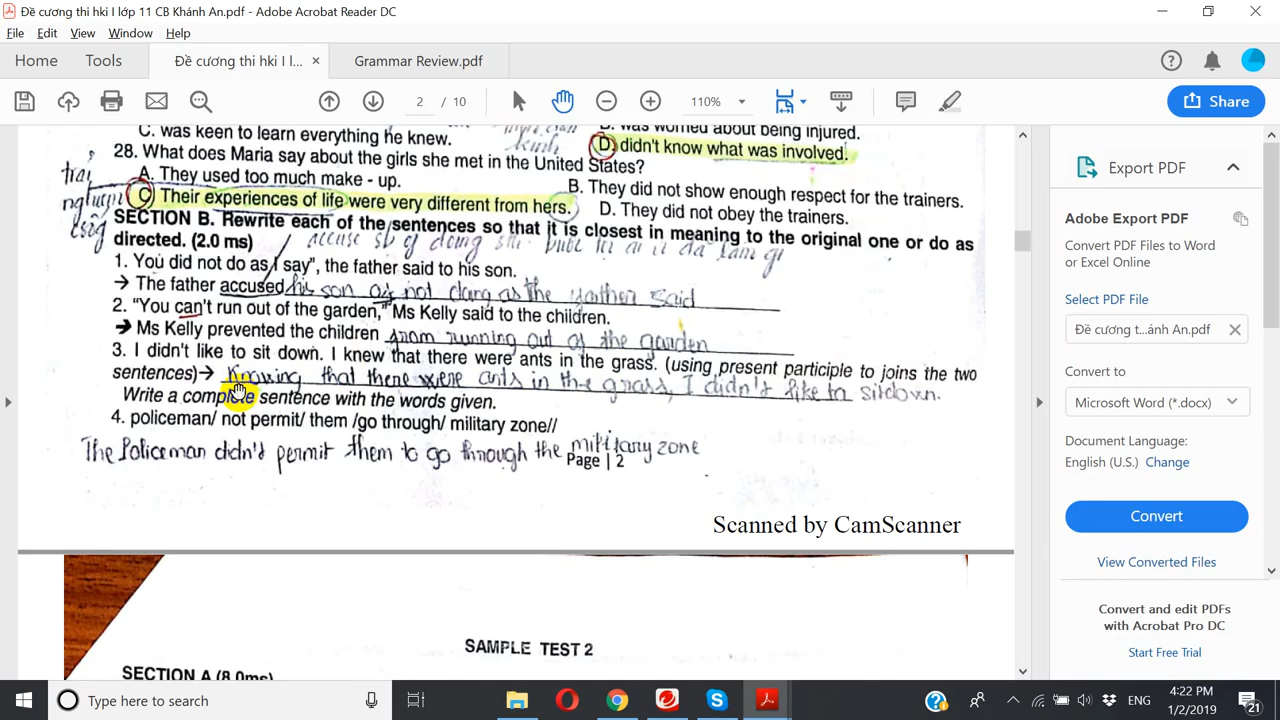 Đề cương thi hki I lớp 11 CB Khánh An.pdf - Adobe Acrobat Reader DC
File Edit View Window Help
Home Tools Đề cương thi hki I l... × Grammar Review.pdf
2 / 10 110% Share
C. was keen to learn everything he knew.
B. was worried about being injured.
D. didn't know what was involved.
28. What does Maria say about the girls she met in the United States?
A. They used too much make - up.
B. They did not show enough respect for the trainers.
trai
C Their experiences of life were very different from hers.
D. They did not obey the trainers.
SECTION B. Rewrite each of the sentences so that it is closest in meaning to the original one or do as
directed. (2.0 ms)
accuse sb of doing
1. You did not do as I say", the father said to his son.
→ The father accused his son of not doing as the father said
2. "You can't run out of the garden," Ms Kelly said to the children.
→ Ms Kelly prevented the children from running out of the garden
3. I didn't like to sit down. I knew that there were ants in the grass. (using present participle to joins the two
sentences)→ Knowing that there were ants in the grass, I didn't like to sitdown.
Write a complete sentence with the words given.
4. policeman/ not permit/ them /go through/ military zone//
The Policeman didn't permit them to go through the military zone
Page | 2
Scanned by CamScanner
SAMPLE TEST 2
SECTION A (8.0ms)
Export PDF
Adobe Export PDF
Convert PDF Files to Word
or Excel Online
Select PDF File
Đề cương t...ánh An.pdf ×
Convert to
Microsoft Word (*.docx)
Document Language:
English (U.S.) Change
Convert
View Converted Files
Convert and edit PDFs
with Acrobat Pro DC
Start Free Trial
Type here to search
ENG
4:22 PM
1/2/2019
21